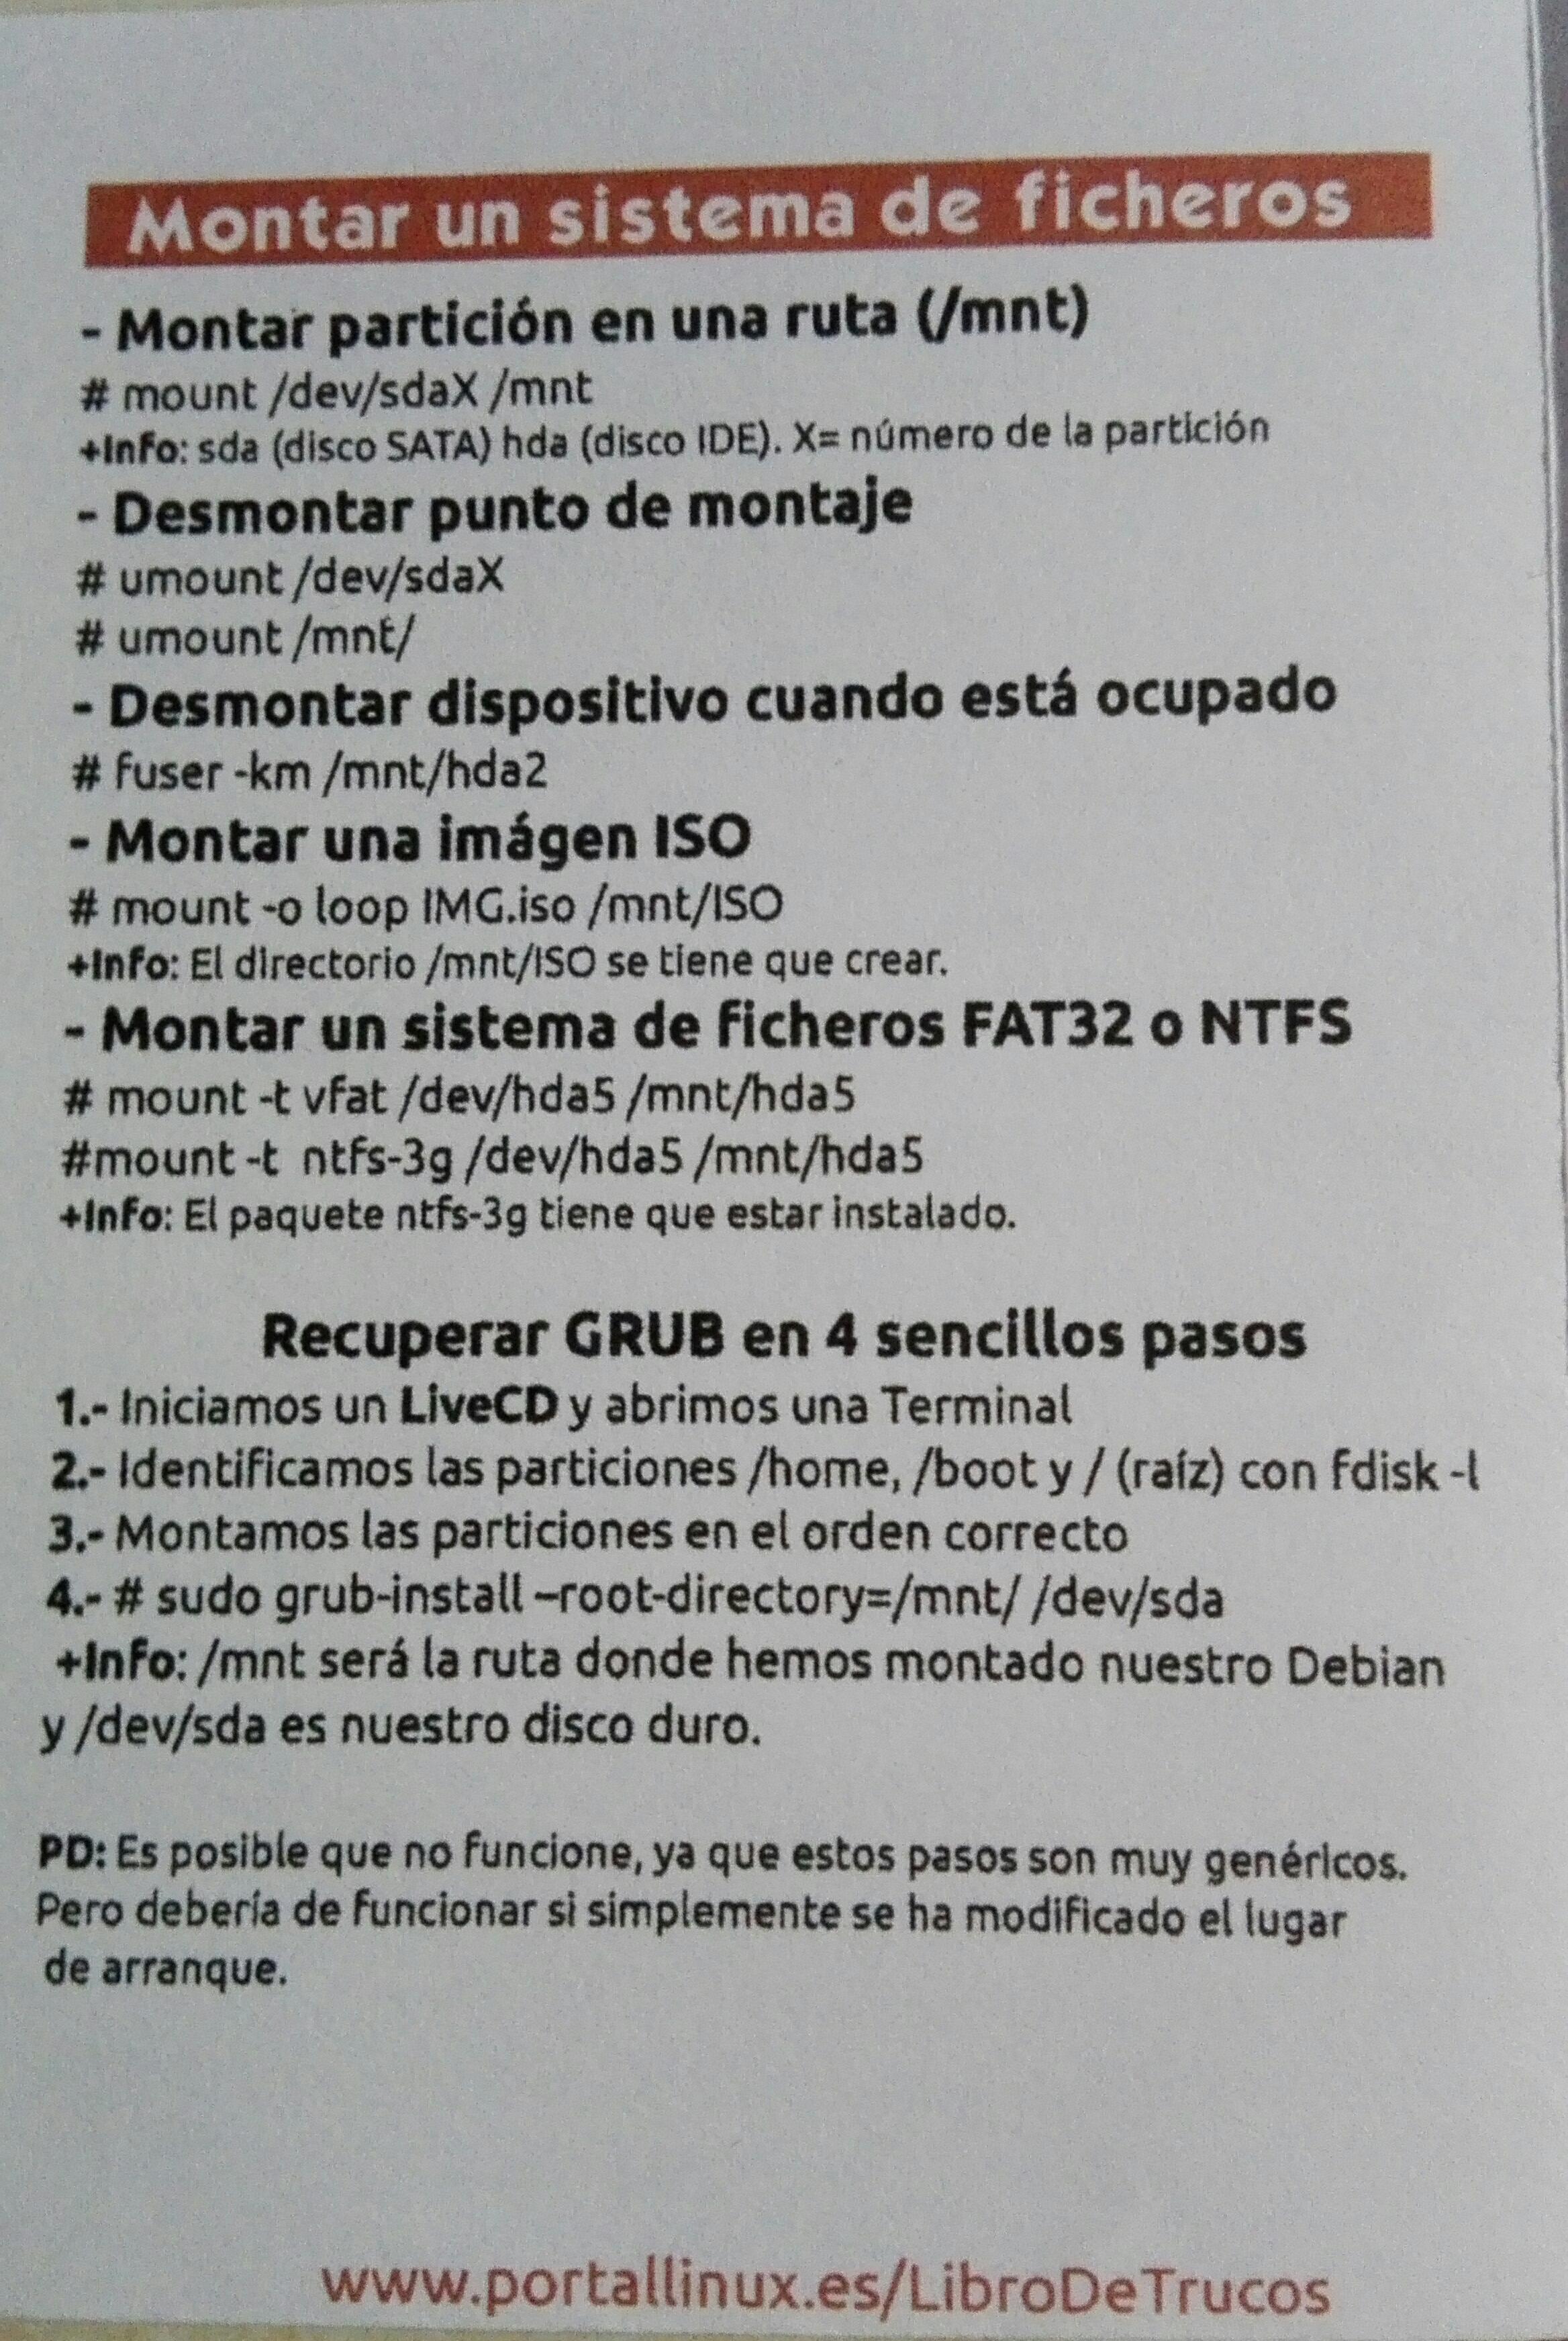 Montar un sistema de ficheros
- Montar partición en una ruta (/mnt)
# mount /dev/sdaX /mnt
+Info: sda (disco SATA) hda (disco IDE). X= número de la partición
- Desmontar punto de montaje
# umount /dev/sdaX
# umount /mnt/
- Desmontar dispositivo cuando está ocupado
# fuser -km /mnt/hda2
- Montar una imágen ISO
# mount -o loop IMG.iso /mnt/ISO
+Info: El directorio /mnt/ISO se tiene que crear.
- Montar un sistema de ficheros FAT32 o NTFS
# mount -t vfat /dev/hda5 /mnt/hda5
#mount -t  ntfs-3g /dev/hda5 /mnt/hda5
+Info: El paquete ntfs-3g tiene que estar instalado.
Recuperar GRUB en 4 sencillos pasos
1.- Iniciamos un LiveCD y abrimos una Terminal
2.- Identificamos las particiones /home, /boot y / (raíz) con fdisk -l
3.- Montamos las particiones en el orden correcto
4.- # sudo grub-install –root-directory=/mnt/ /dev/sda
+Info: /mnt será la ruta donde hemos montado nuestro Debian
y /dev/sda es nuestro disco duro.
PD: Es posible que no funcione, ya que estos pasos son muy genéricos.
Pero debería de funcionar si simplemente se ha modificado el lugar
de arranque.
www.portallinux.es/LibroDeTrucos